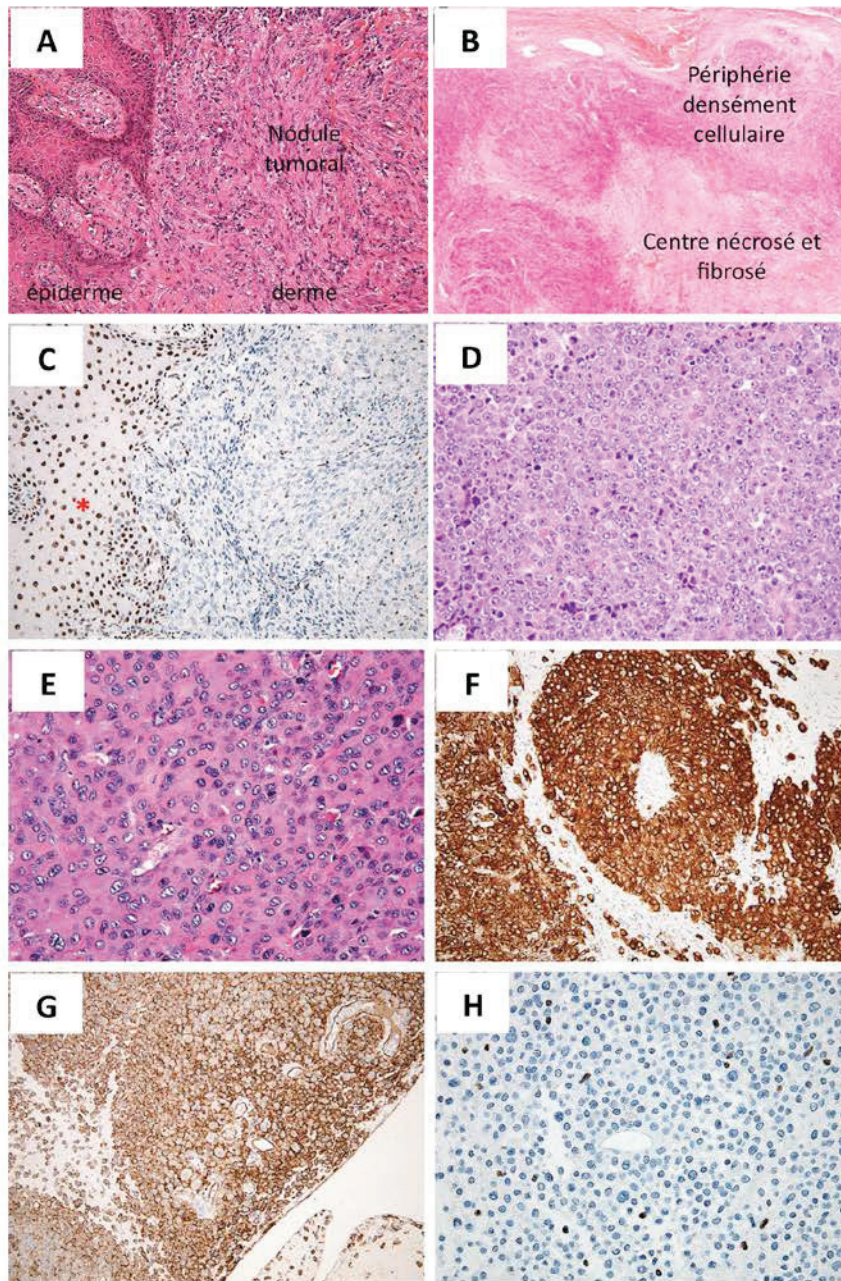 A
Nodule
tumoral
épiderme
derme
B
Périphérie
densément
cellulaire
Centre nécrosé et
fibrosé
C
*
D
E
F
G
H